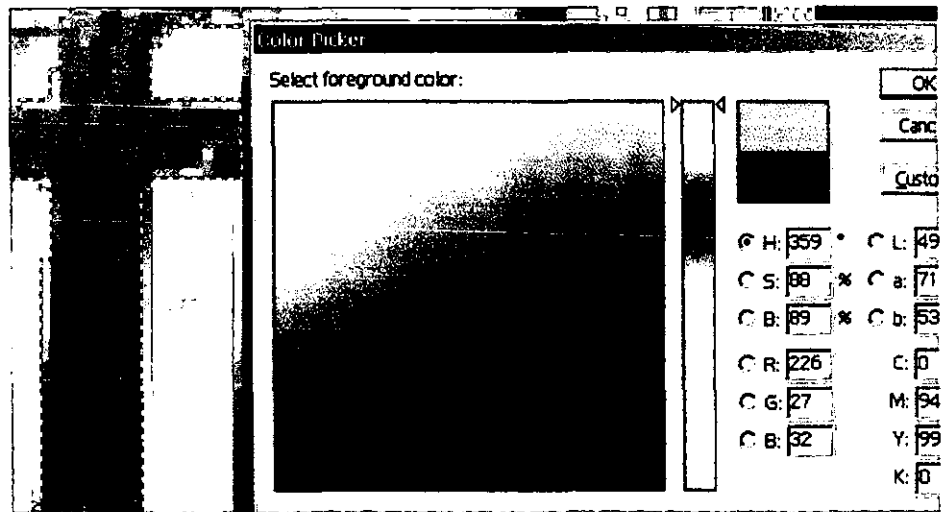 Color Picker
Select foreground color:
OK
Canc
Custo
H: 359 °
S: 88 %
B: 89 %
R: 226
G: 27
B: 32
L: 49
a: 71
b: 53
C: 0
M: 94
Y: 99
K: 0